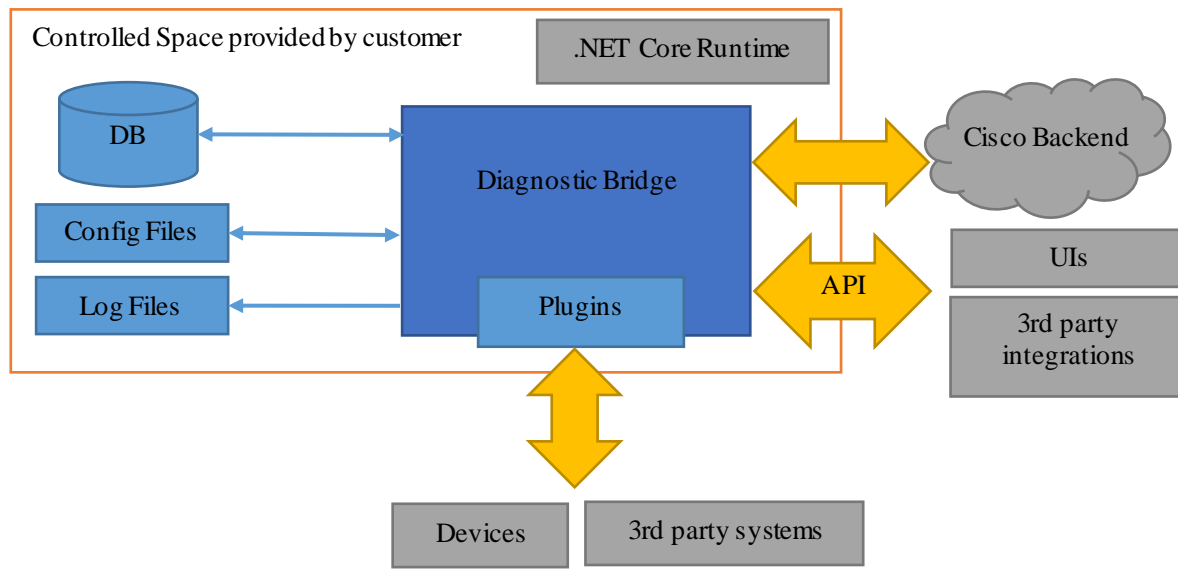 Controlled Space provided by customer
.NET Core Runtime
DB
Config Files
Log Files
Diagnostic Bridge
Plugins
Cisco Backend
API
UIs
3rd party
integrations
Devices
3rd party systems